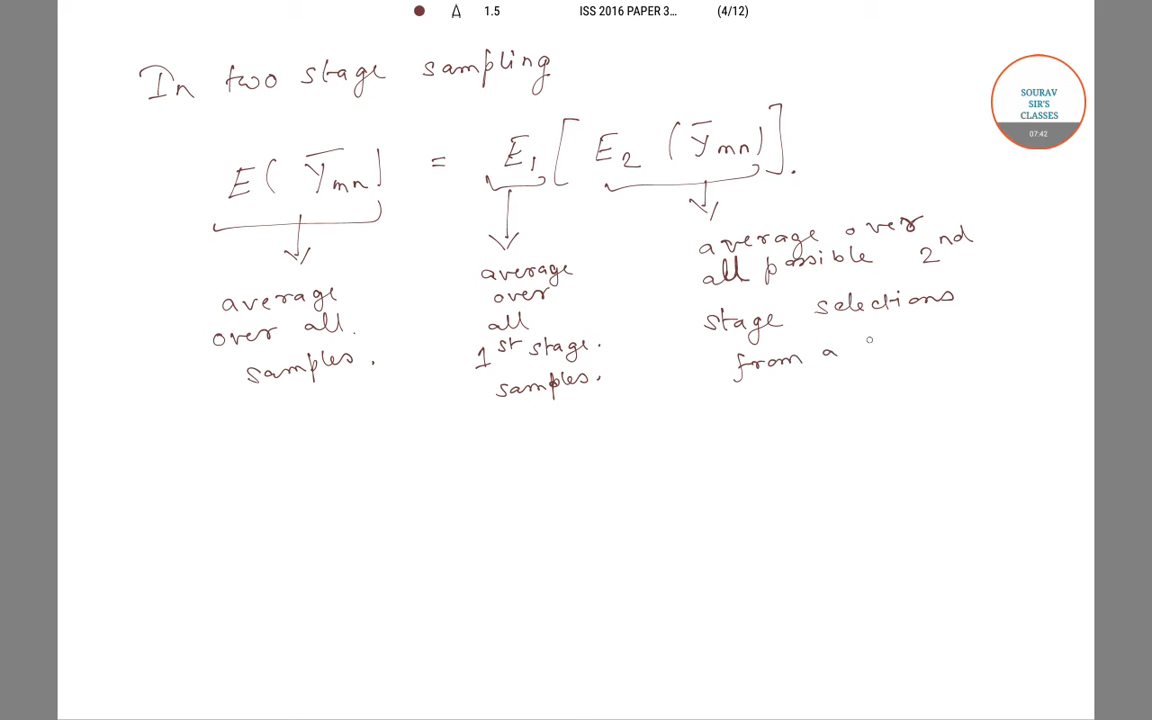 1.5 ISS 2016 PAPER 3... (4/12)
SOURAV
SIR'S
CLASSES
07:42
In two stage sampling
E( ȳmn) = E1 [ E2 (ȳmn) ].
average
over all.
samples.
average
over
all
1st stage.
samples.
average over
all possible 2nd
stage selections
from a